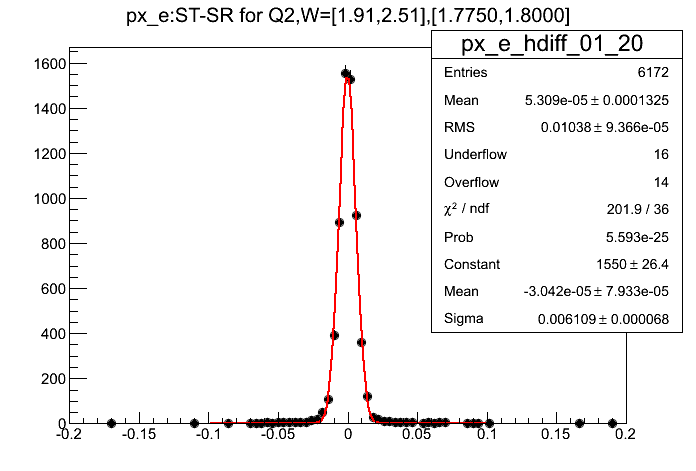 px_e:ST-SR for Q2,W=[1.91,2.51],[1.7750,1.8000]
px_e_hdiff_01_20
Entries 6172
Mean 5.309e-05 ± 0.0001325
RMS 0.01038 ± 9.366e-05
Underflow 16
Overflow 14
χ² / ndf 201.9 / 36
Prob 5.593e-25
Constant 1550 ± 26.4
Mean -3.042e-05 ± 7.933e-05
Sigma 0.006109 ± 0.000068
1600
1400
1200
1000
800
600
400
200
0
-0.2 -0.15 -0.1 -0.05 0 0.05 0.1 0.15 0.2